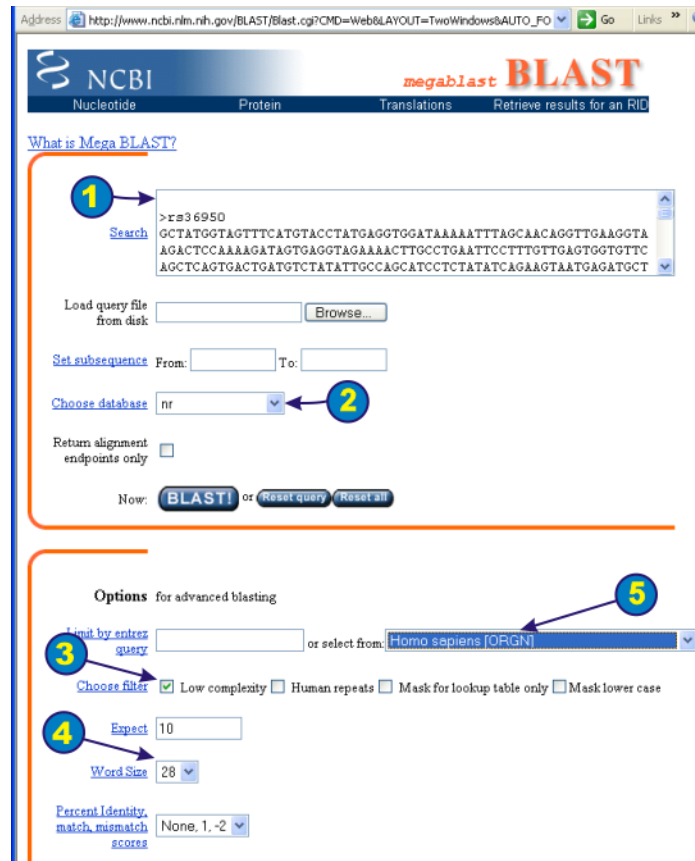 Address http://www.ncbi.nlm.nih.gov/BLAST/Blast.cgi?CMD=Web&LAYOUT=TwoWindows&AUTO_FO Go Links »
NCBI megablast BLAST
Nucleotide Protein Translations Retrieve results for an RID
What is Mega BLAST?
1
>rs36950
Search GCTATGGTAGTTTCATGTACCTATGAGGTGGATAAAAATTTAGCAACAGGTTGAAGGTA
AGACTCCAAAAGATAGTGAGGTAGAAAACTTGCCTGAATTCCTTTGTTGAGTGGTGTTC
AGCTCAGTGACTGATGTCTATATTGCCAGCATCCTCTATATCAGAAGTAATGAGATGCT
Load query file
from disk Browse...
Set subsequence From: To:
Choose database nr 2
Return alignment
endpoints only
Now: BLAST! or Reset query Reset all
Options for advanced blasting
5
Limit by entrez
query or select from: Homo sapiens [ORGN]
3
Choose filter Low complexity Human repeats Mask for lookup table only Mask lower case
Expect 10
4
Word Size 28
Percent Identity,
match, mismatch
scores None, 1, -2